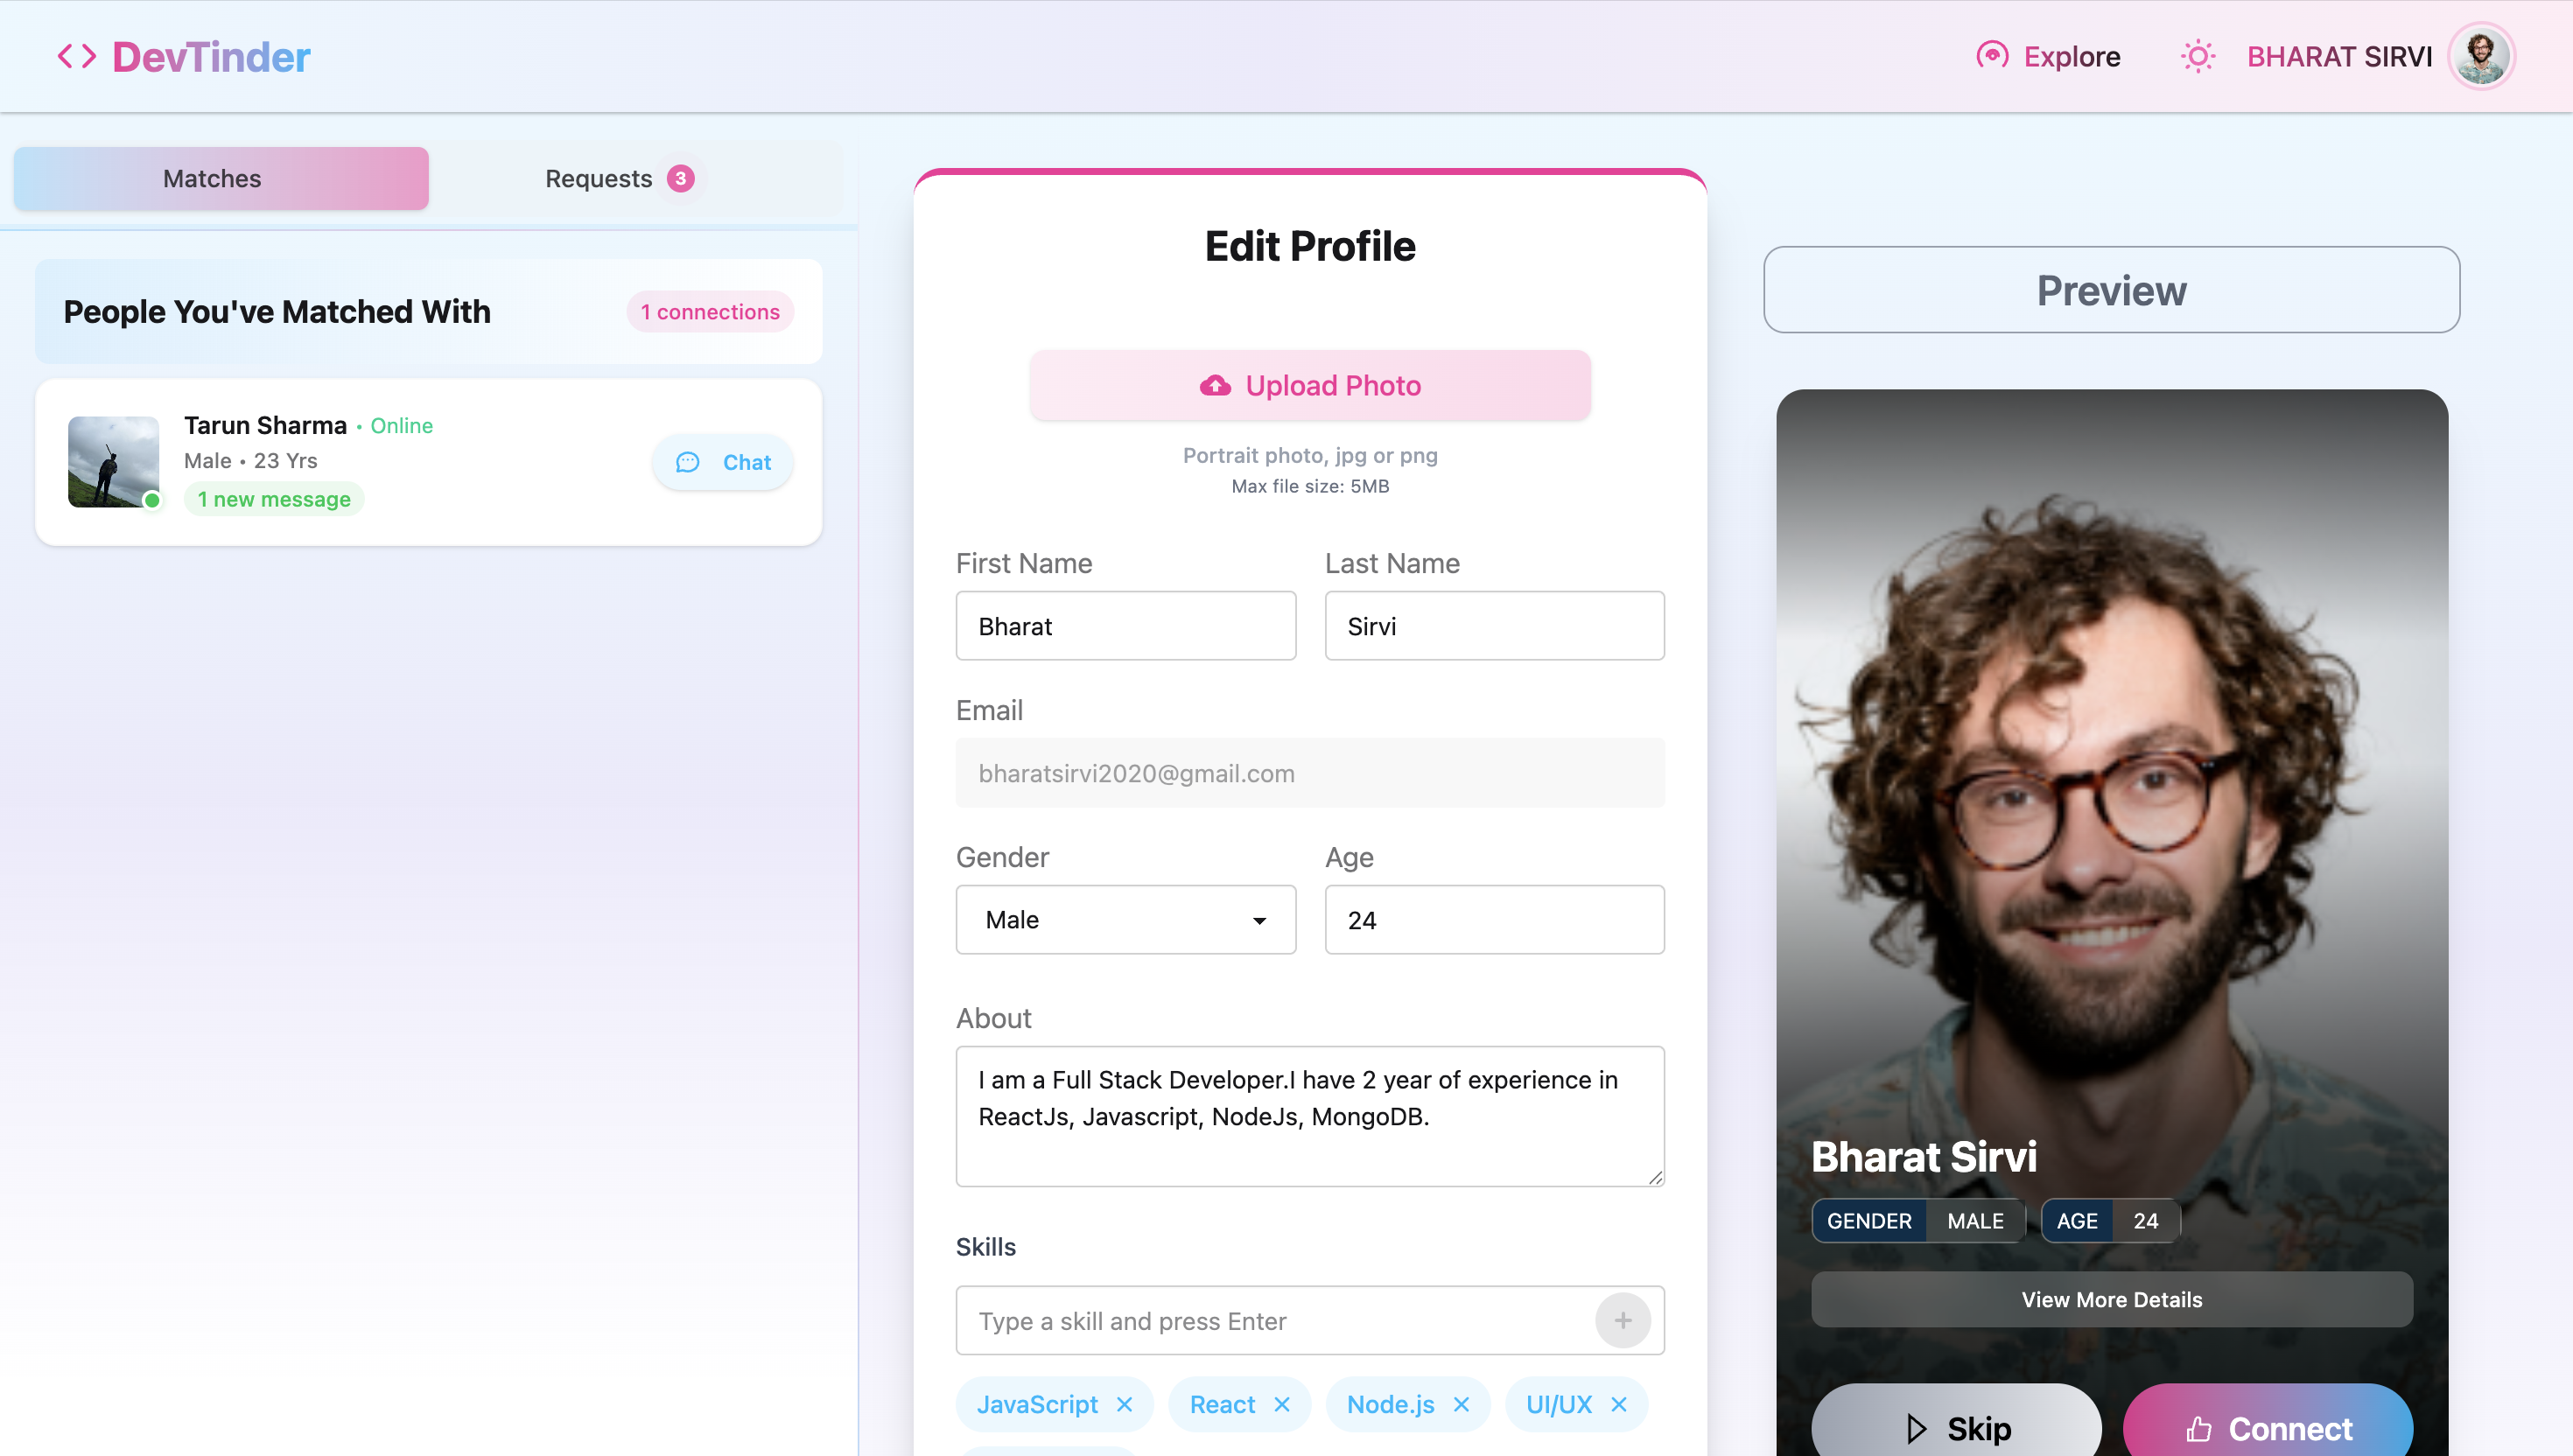 <> DevTinder
Explore
BHARAT SIRVI
Matches
Requests 3
People You've Matched With
1 connections
Tarun Sharma • Online
Male • 23 Yrs
1 new message
Chat
Edit Profile
Upload Photo
Portrait photo, jpg or png
Max file size: 5MB
First Name
Last Name
Bharat
Sirvi
Email
bharatsirvi2020@gmail.com
Gender
Age
Male
24
About
I am a Full Stack Developer.I have 2 year of experience in
ReactJs, Javascript, NodeJs, MongoDB.
Skills
Type a skill and press Enter
+
JavaScript ×
React ×
Node.js ×
UI/UX ×
Preview
Bharat Sirvi
GENDER MALE
AGE 24
View More Details
Skip
Connect